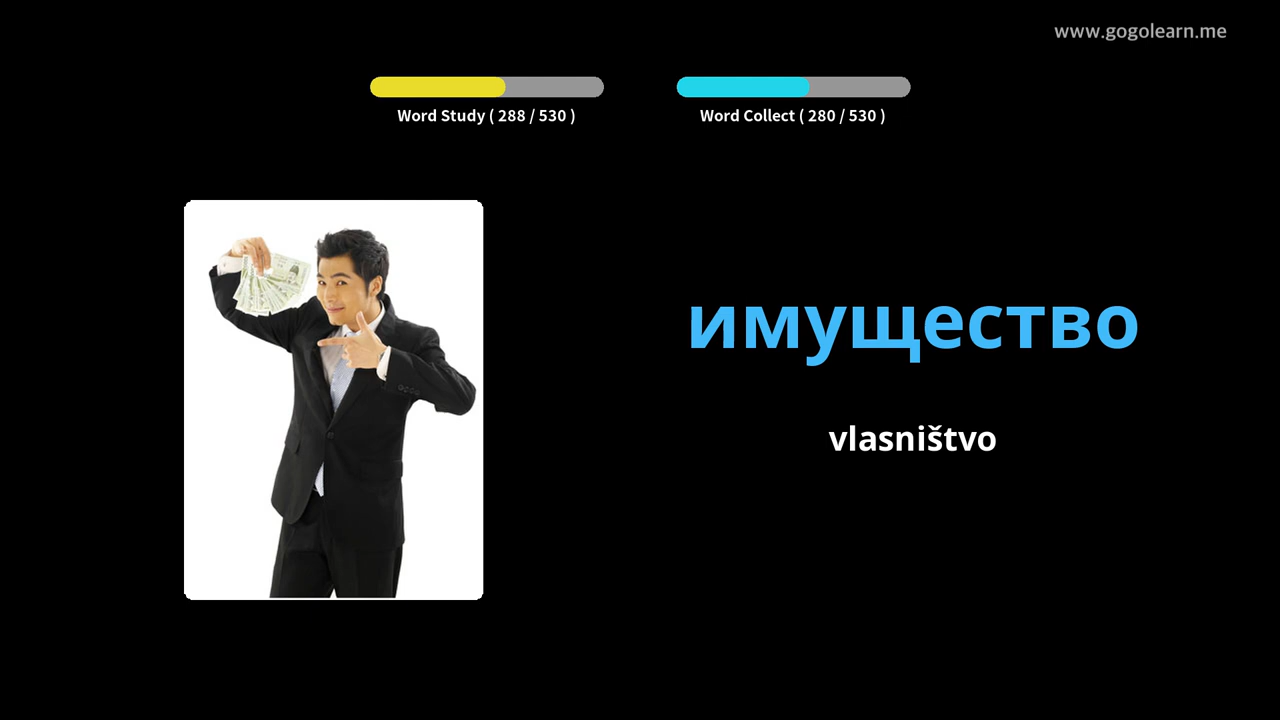 www.gogolearn.me
Word Study ( 288 / 530 )
Word Collect ( 280 / 530 )
имущество
vlasništvo